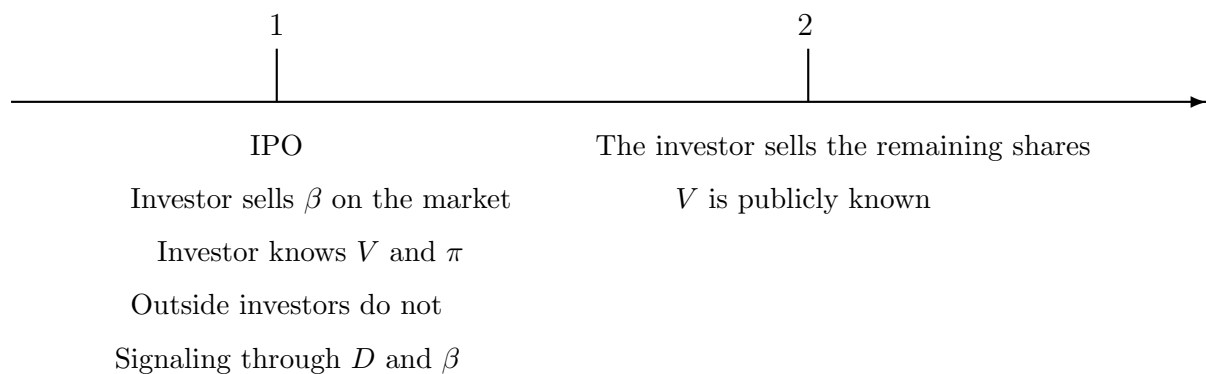 1 2
IPO The investor sells the remaining shares
Investor sells β on the market V is publicly known
Investor knows V and π
Outside investors do not
Signaling through D and β